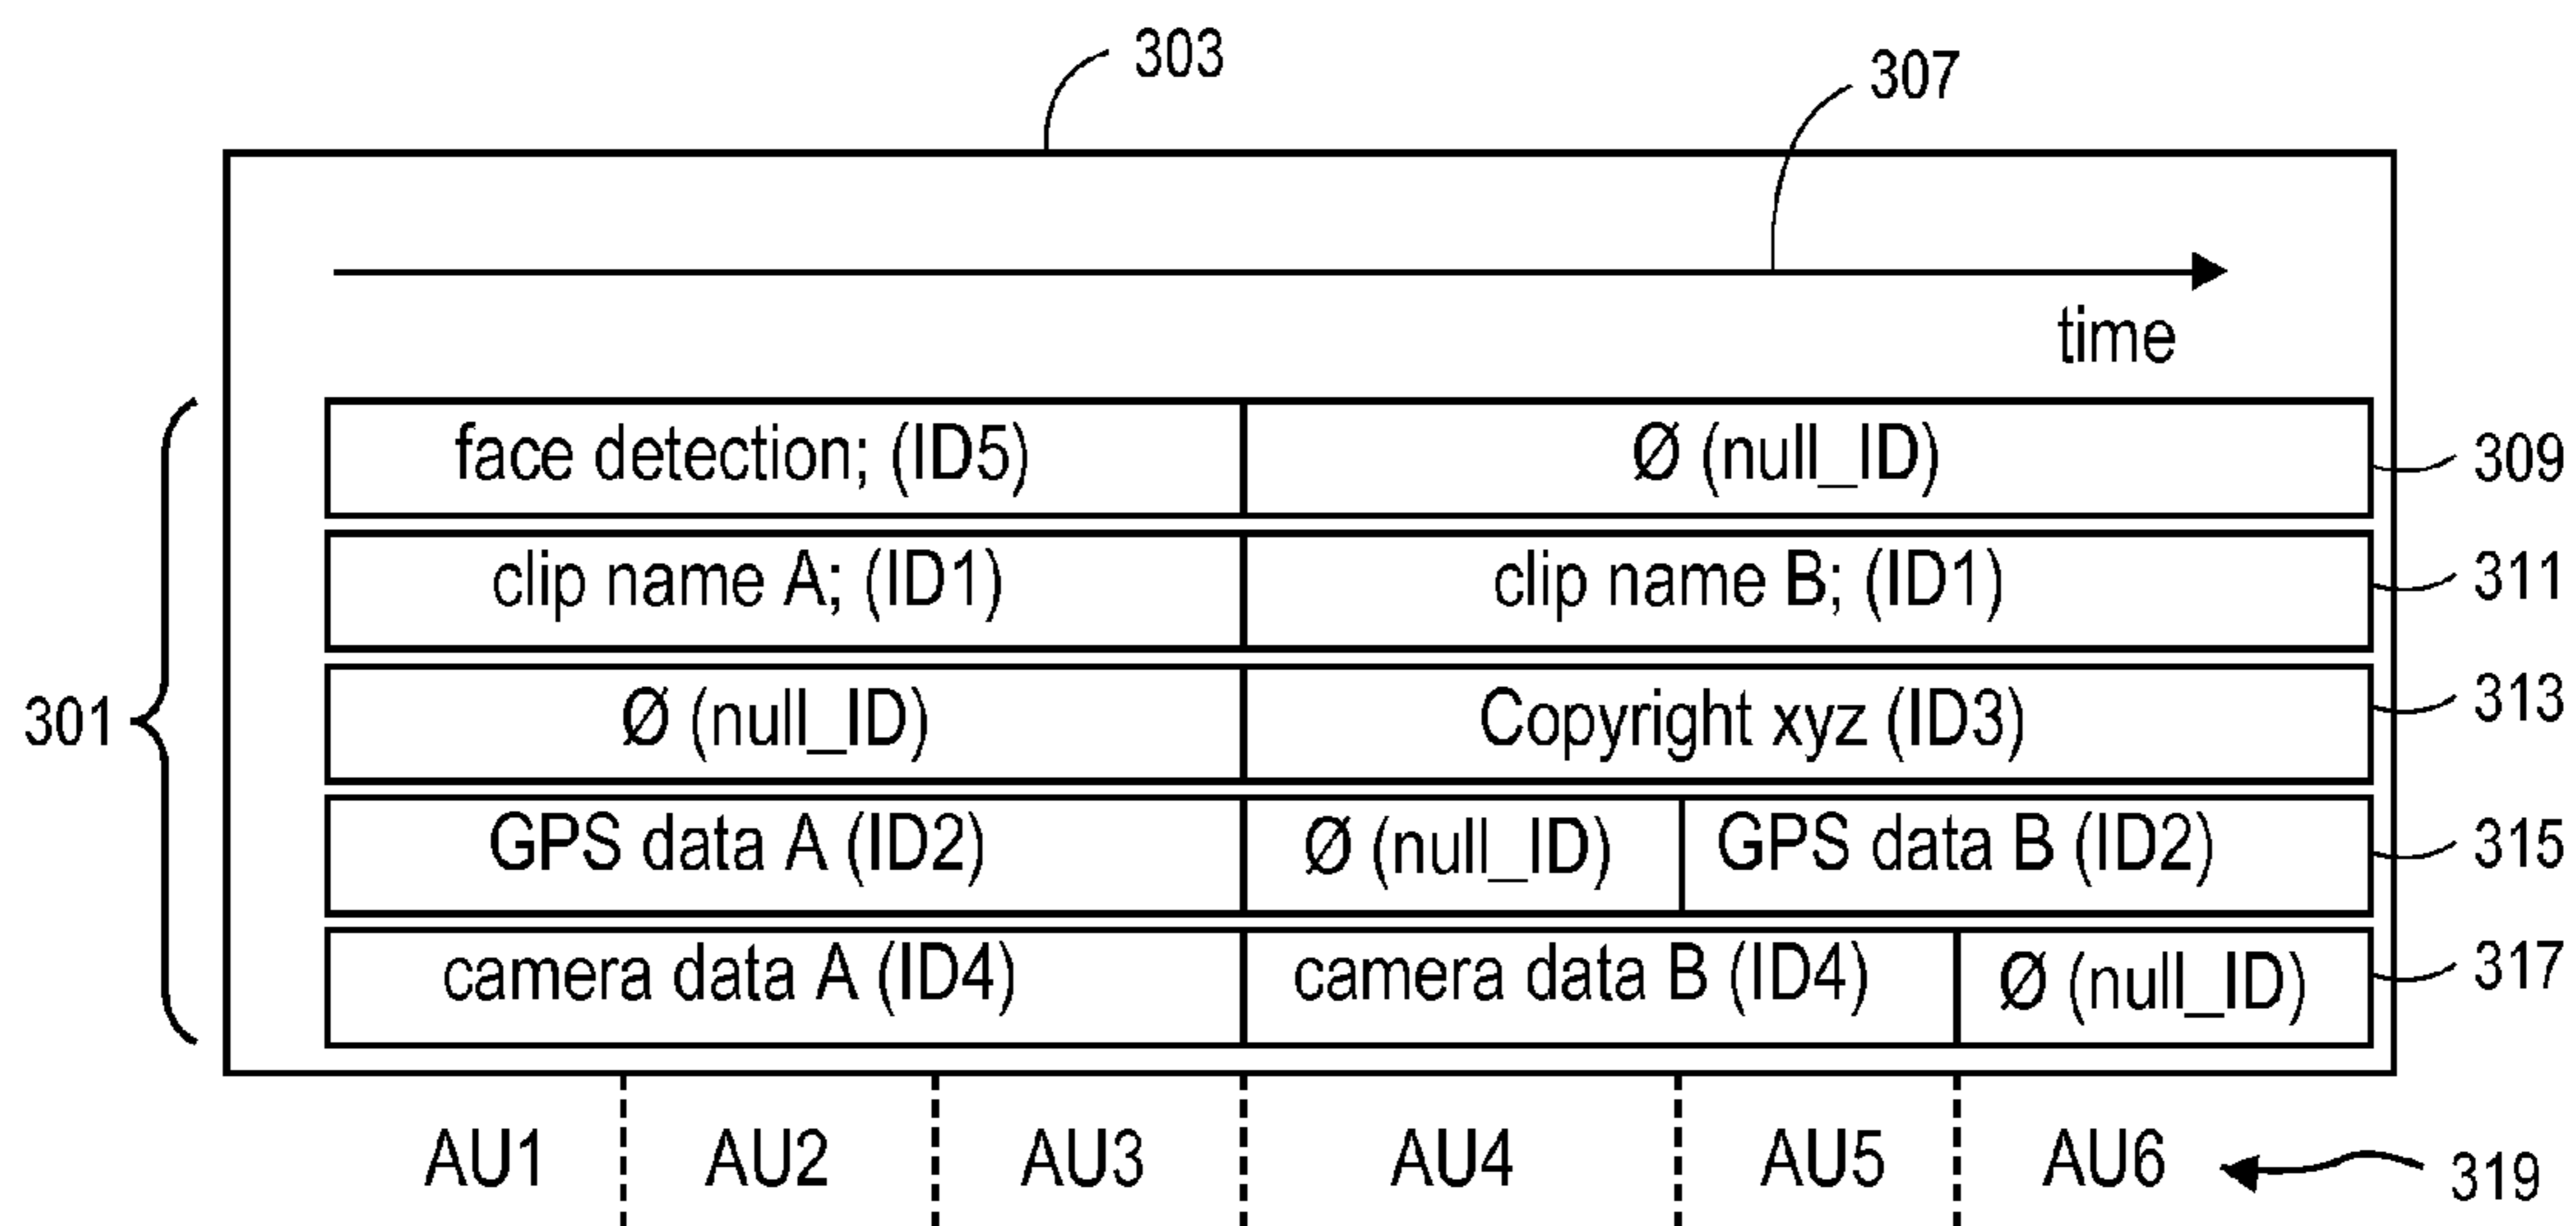 303
307
time
face detection; (ID5) Ø (null_ID) 309
clip name A; (ID1) clip name B; (ID1) 311
301 Ø (null_ID) Copyright xyz (ID3) 313
GPS data A (ID2) Ø (null_ID) GPS data B (ID2) 315
camera data A (ID4) camera data B (ID4) Ø (null_ID) 317
AU1 AU2 AU3 AU4 AU5 AU6 319